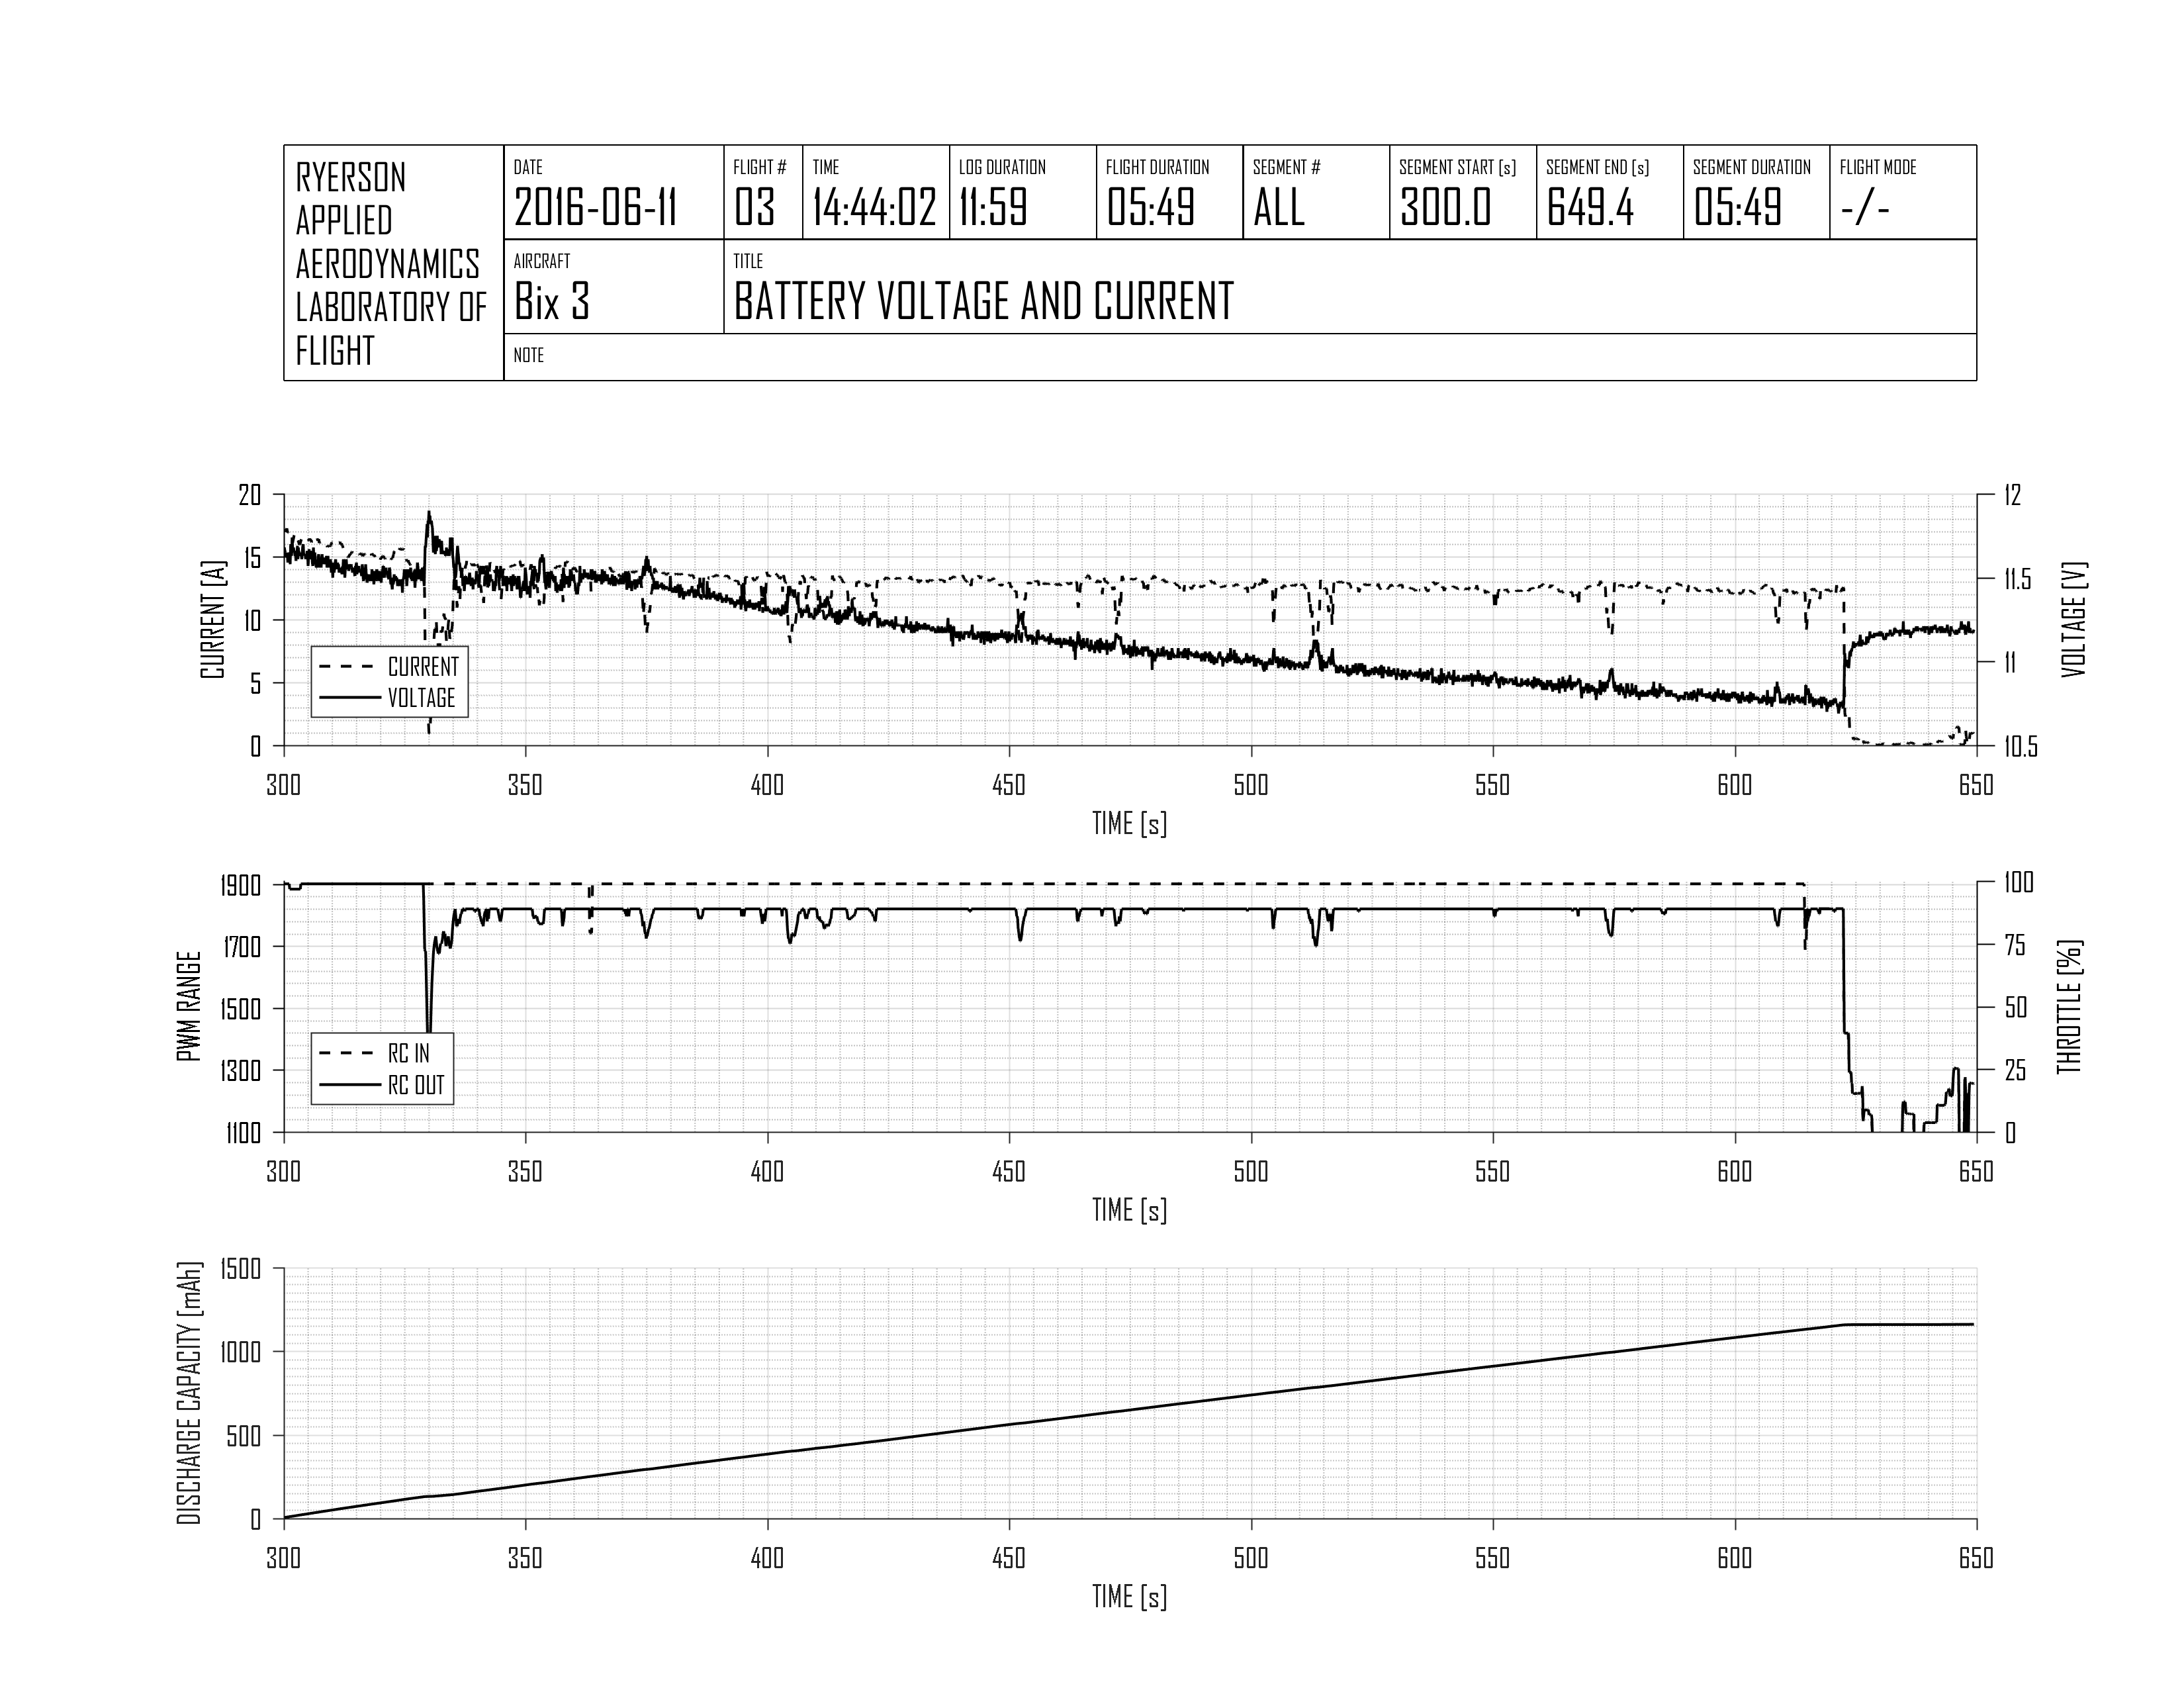 RYERSON
APPLIED
AERODYNAMICS
LABORATORY OF
FLIGHT
DATE
2016-06-11
FLIGHT #
03
TIME
14:44:02
LOG DURATION
11:59
FLIGHT DURATION
05:49
SEGMENT #
ALL
SEGMENT START [s]
300.0
SEGMENT END [s]
649.4
SEGMENT DURATION
05:49
FLIGHT MODE
-/-
AIRCRAFT
Bix 3
TITLE
BATTERY VOLTAGE AND CURRENT
NOTE
CURRENT [A]
20
15
10
5
0
CURRENT
VOLTAGE
12
11.5
11
10.5
VOLTAGE [V]
300 350 400 450 500 550 600 650
TIME [s]
PWM RANGE
1900
1700
1500
1300
1100
RC IN
RC OUT
100
75
50
25
0
THROTTLE [%]
300 350 400 450 500 550 600 650
TIME [s]
DISCHARGE CAPACITY [mAh]
1500
1000
500
0
300 350 400 450 500 550 600 650
TIME [s]